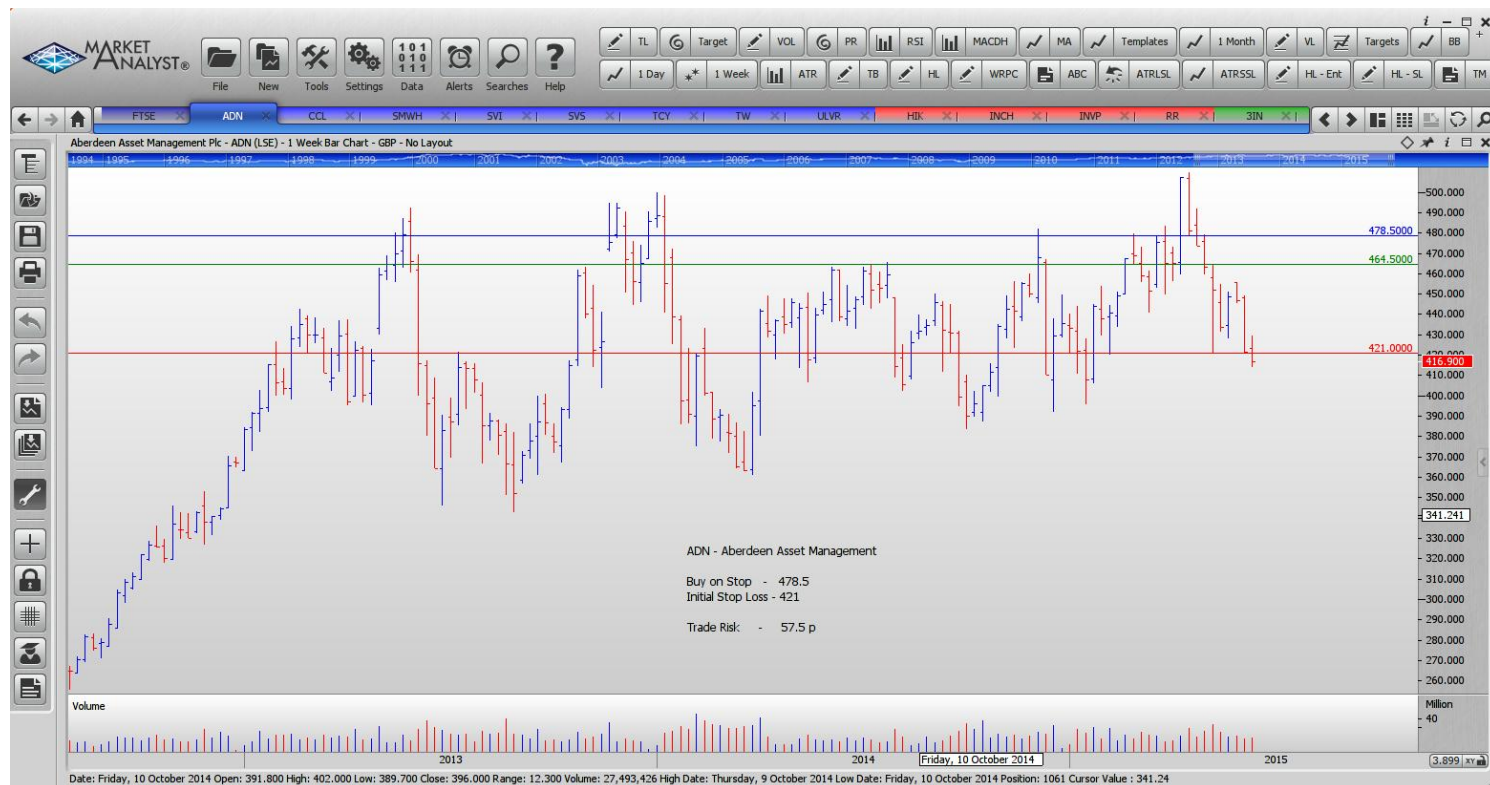 MARKET
ANALYST®
File New Tools Settings Data Alerts Searches Help
TL Target VOL PR RSI MACDH MA Templates 1 Month VL Targets BB
1 Day 1 Week ATR TB HL WRPC ABC ATRLSL ATRSSL HL - Ent HL - SL TM
FTSE ADN CCL SMWH SVI SVS TCY TW ULVR HIK INCH INVP RR 3IN
Aberdeen Asset Management Plc - ADN (LSE) - 1 Week Bar Chart - GBP - No Layout
1994 1995 1996 1997 1998 1999 2000 2001 2002 2003 2004 2005 2006 2007 2008 2009 2010 2011 2012 2013 2014 2015
500.000
490.000
478.5000
480.000
470.000
464.5000
460.000
450.000
440.000
430.000
421.0000
420.000
416.900
410.000
400.000
390.000
380.000
370.000
360.000
350.000
341.241
330.000
320.000
310.000
300.000
290.000
280.000
270.000
260.000
ADN - Aberdeen Asset Management
Buy on Stop - 478.5
Initial Stop Loss - 421
Trade Risk - 57.5 p
Volume
Million
40
2013 2014 Friday, 10 October 2014 2015
3.899 XY
Date: Friday, 10 October 2014 Open: 391.800 High: 402.000 Low: 389.700 Close: 396.000 Range: 12.300 Volume: 27,493,426 High Date: Thursday, 9 October 2014 Low Date: Friday, 10 October 2014 Position: 1061 Cursor Value : 341.24